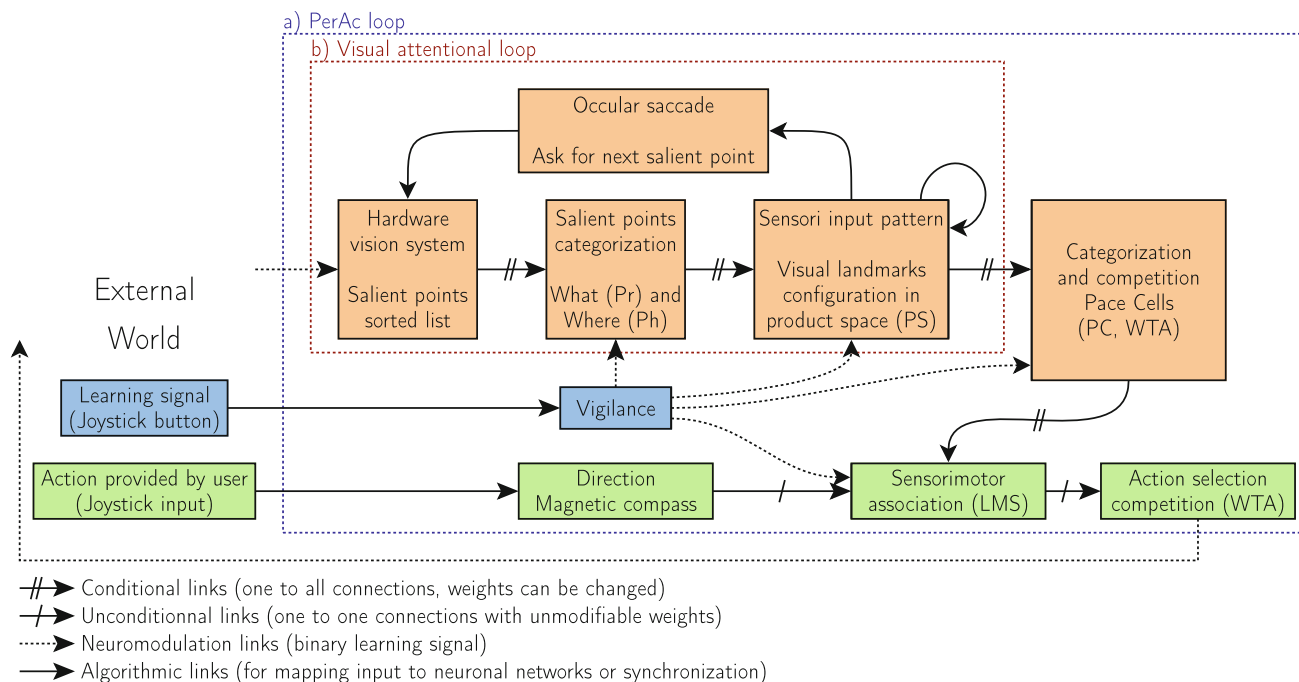 a) PerAc loop
b) Visual attentional loop
Occular saccade
Ask for next salient point
Hardware
vision system
Salient points
sorted list
Salient points
categorization
What (Pr) and
Where (Ph)
Sensori input pattern
Visual landmarks
configuration in
product space (PS)
Categorization
and competition
Pace Cells
(PC, WTA)
External
World
Learning signal
(Joystick button)
Vigilance
Action provided by user
(Joystick input)
Direction
Magnetic compass
Sensorimotor
association (LMS)
Action selection
competition (WTA)
Conditional links (one to all connections, weights can be changed)
Unconditionnal links (one to one connections with unmodifiable weights)
Neuromodulation links (binary learning signal)
Algorithmic links (for mapping input to neuronal networks or synchronization)